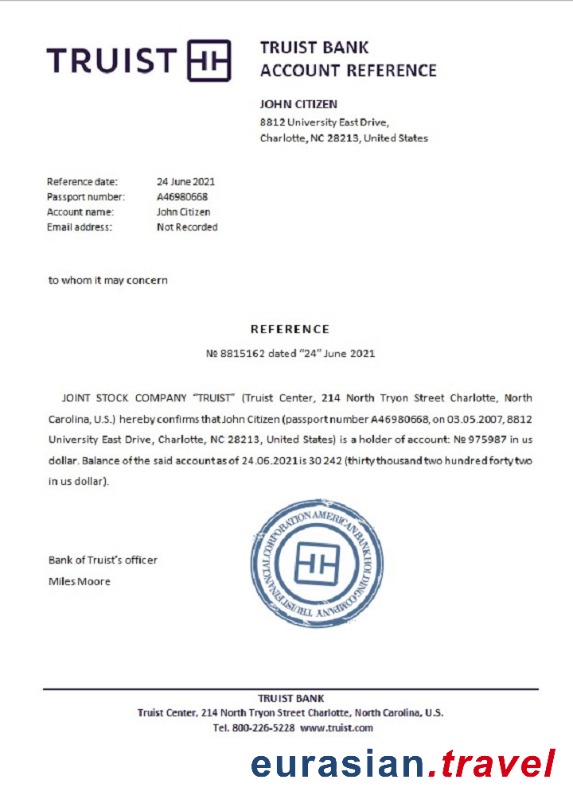 TRUIST
TRUIST BANK
ACCOUNT REFERENCE
JOHN CITIZEN
8812 University East Drive,
Charlotte, NC 28213, United States
Reference date: 24 June 2021
Passport number: A46980668
Account name: John Citizen
Email address: Not Recorded
to whom it may concern
REFERENCE
№ 8815162 dated "24" June 2021
JOINT STOCK COMPANY "TRUIST" (Truist Center, 214 North Tryon Street Charlotte, North
Carolina, U.S.) hereby confirms that John Citizen (passport number A46980668, on 03.05.2007, 8812
University East Drive, Charlotte, NC 28213, United States) is a holder of account: № 975987 in us
dollar. Balance of the said account as of 24.06.2021 is 30 242 (thirty thousand two hundred forty two
in us dollar).
TRUIST FINANCIAL CORPORATION AMERICAN BANK HOLDING COMPANY
Bank of Truist's officer
Miles Moore
TRUIST BANK
Truist Center, 214 North Tryon Street Charlotte, North Carolina, U.S.
Tel. 800-226-5228 www.truist.com
eurasian.travel